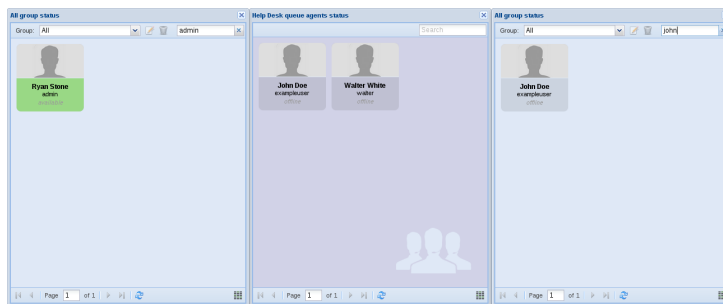 All group status
Group: All
admin
Ryan Stone
admin
available
Page 1 of 1
Help Desk queue agents status
Search
John Doe
exampleuser
offline
Walter White
walter
offline
Page 1 of 1
All group status
Group: All
john
John Doe
exampleuser
offline
Page 1 of 1